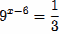 9^{x-6} = \frac{1}{3}